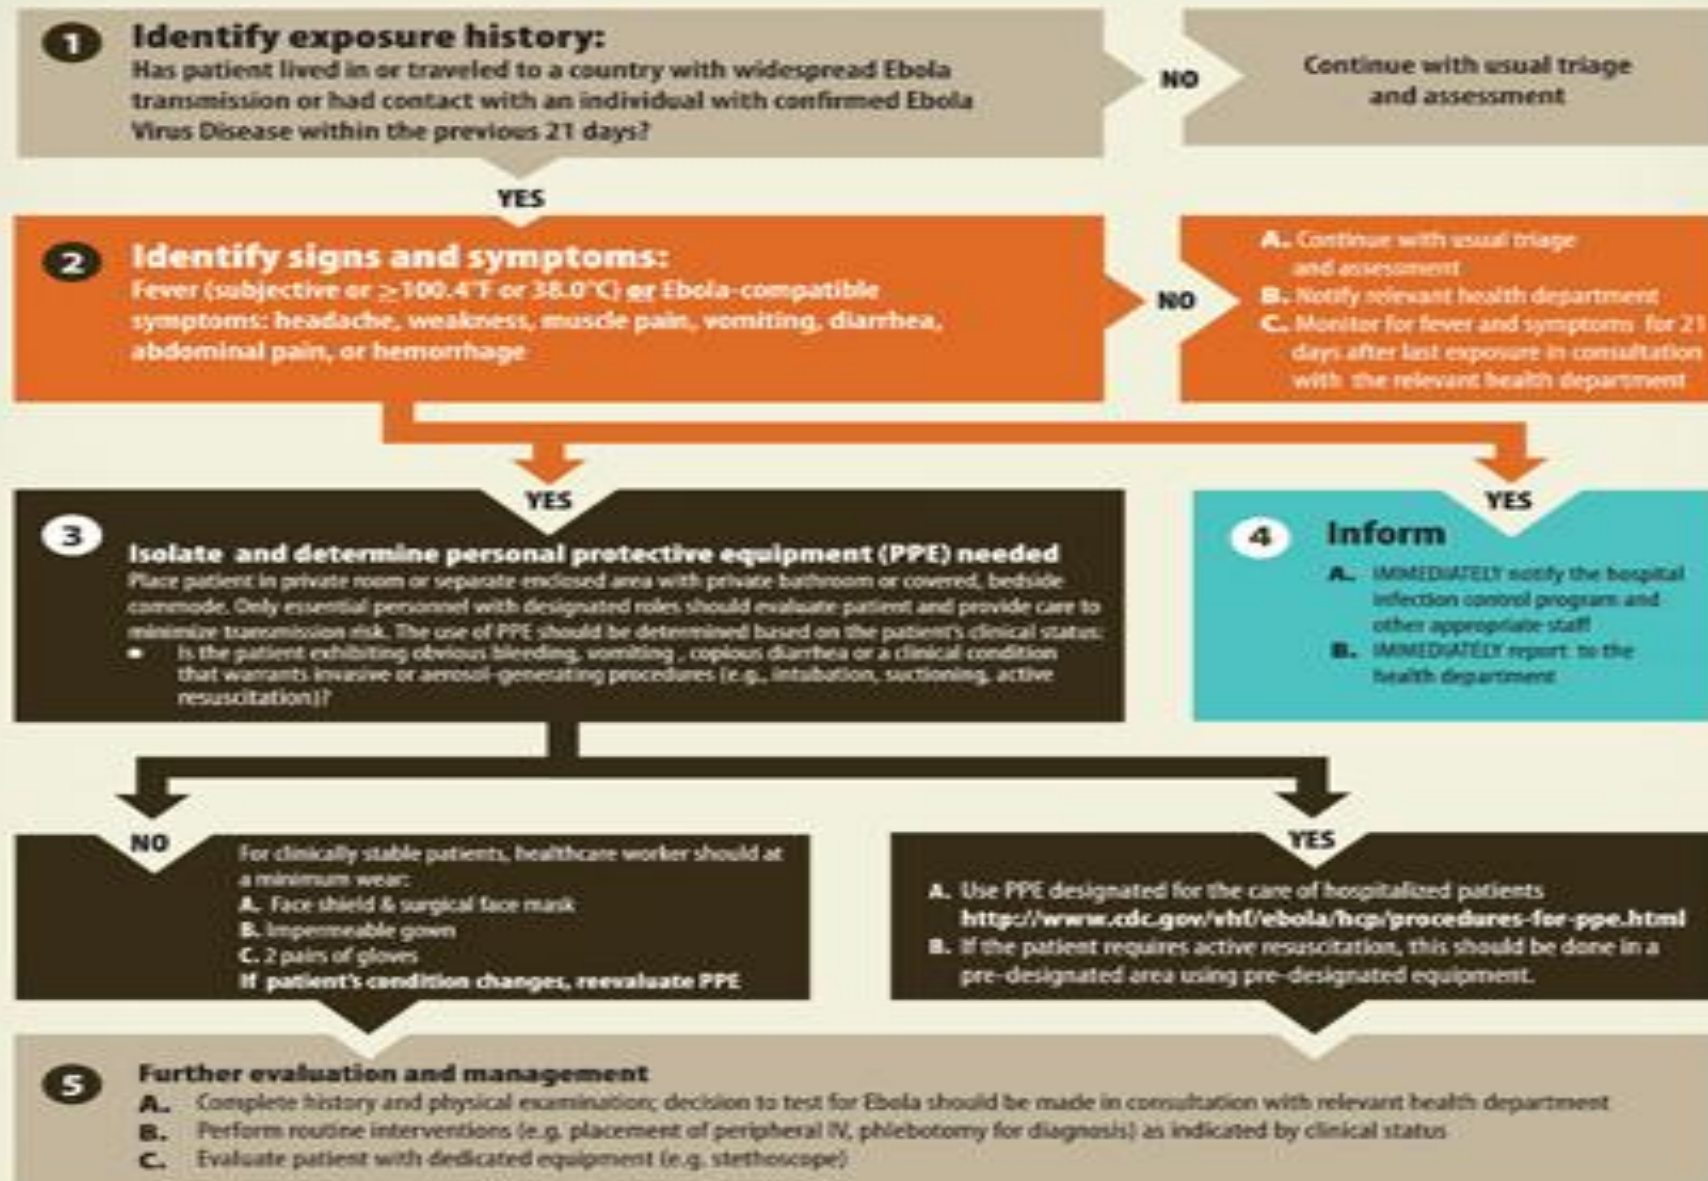 1 Identify exposure history:
Has patient lived in or traveled to a country with widespread Ebola
transmission or had contact with an individual with confirmed Ebola
Virus Disease within the previous 21 days?
NO
Continue with usual triage
and assessment
YES
2 Identify signs and symptoms:
Fever (subjective or ≥100.4°F or 38.0°C) or Ebola-compatible
symptoms: headache, weakness, muscle pain, vomiting, diarrhea,
abdominal pain, or hemorrhage
NO
A. Continue with usual triage
and assessment
B. Notify relevant health department
C. Monitor for fever and symptoms for 21
days after last exposure in consultation
with the relevant health department
YES
3 Isolate and determine personal protective equipment (PPE) needed
Place patient in private room or separate enclosed area with private bathroom or covered, bedside
commode. Only essential personnel with designated roles should evaluate patient and provide care to
minimize transmission risk. The use of PPE should be determined based on the patient's clinical status:
• Is the patient exhibiting obvious bleeding, vomiting , copious diarrhea or a clinical condition
that warrants invasive or aerosol-generating procedures (e.g., intubation, suctioning, active
resuscitation)?
YES
4 Inform
A. IMMEDIATELY notify the hospital
infection control program and
other appropriate staff
B. IMMEDIATELY report to the
health department
NO
For clinically stable patients, healthcare worker should at
a minimum wear:
A. Face shield & surgical face mask
B. Impermeable gown
C. 2 pairs of gloves
If patient's condition changes, reevaluate PPE
YES
A. Use PPE designated for the care of hospitalized patients
http://www.cdc.gov/vhf/ebola/hcp/procedures-for-ppe.html
B. If the patient requires active resuscitation, this should be done in a
pre-designated area using pre-designated equipment.
5 Further evaluation and management
A. Complete history and physical examination; decision to test for Ebola should be made in consultation with relevant health department
B. Perform routine interventions (e.g. placement of peripheral IV, phlebotomy for diagnosis) as indicated by clinical status
C. Evaluate patient with dedicated equipment (e.g. stethoscope)